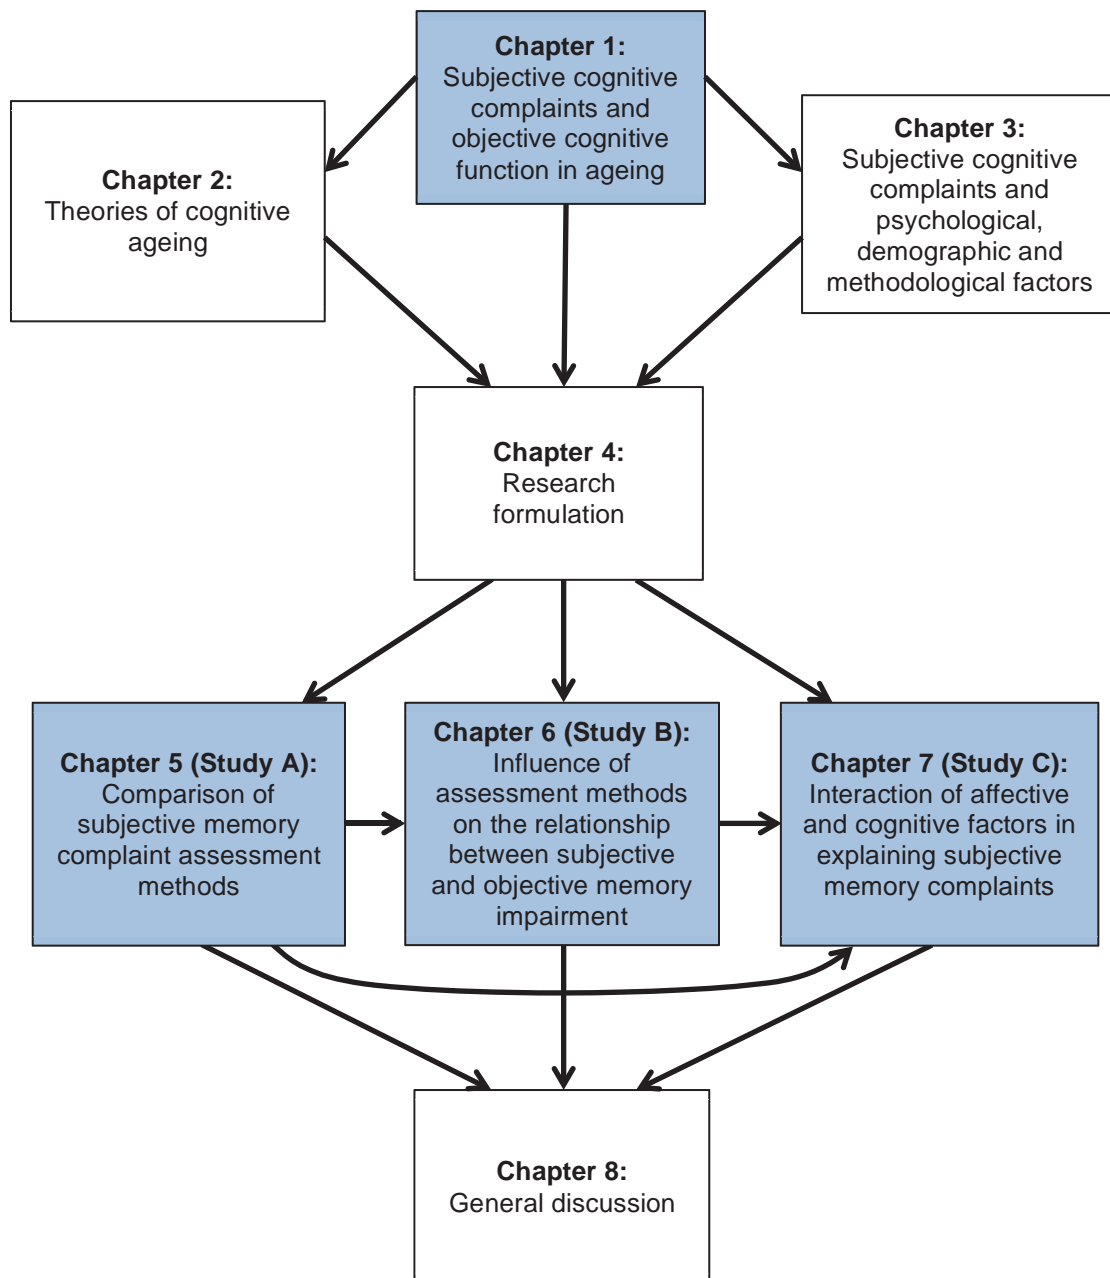 Chapter 1:
Subjective cognitive
complaints and
objective cognitive
function in ageing
Chapter 2:
Theories of cognitive
ageing
Chapter 3:
Subjective cognitive
complaints and
psychological,
demographic and
methodological factors
Chapter 4:
Research
formulation
Chapter 5 (Study A):
Comparison of
subjective memory
complaint assessment
methods
Chapter 6 (Study B):
Influence of
assessment methods
on the relationship
between subjective
and objective memory
impairment
Chapter 7 (Study C):
Interaction of affective
and cognitive factors in
explaining subjective
memory complaints
Chapter 8:
General discussion